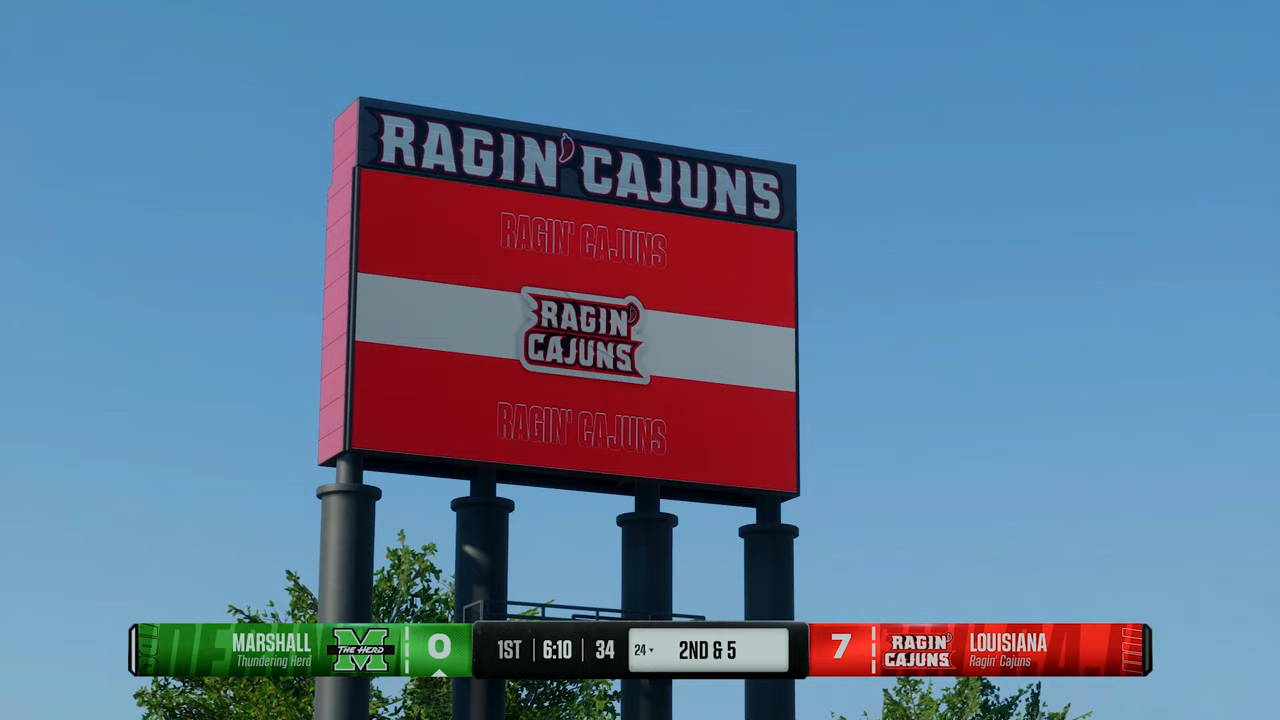 RAGIN' CAJUNS
RAGIN' CAJUNS
RAGIN'
CAJUNS
RAGIN' CAJUNS
MARSHALL
Thundering Herd
M
THE HERD
0
1ST
6:10
34
24
2ND & 5
7
RAGIN'
CAJUNS
LOUISIANA
Ragin' Cajuns